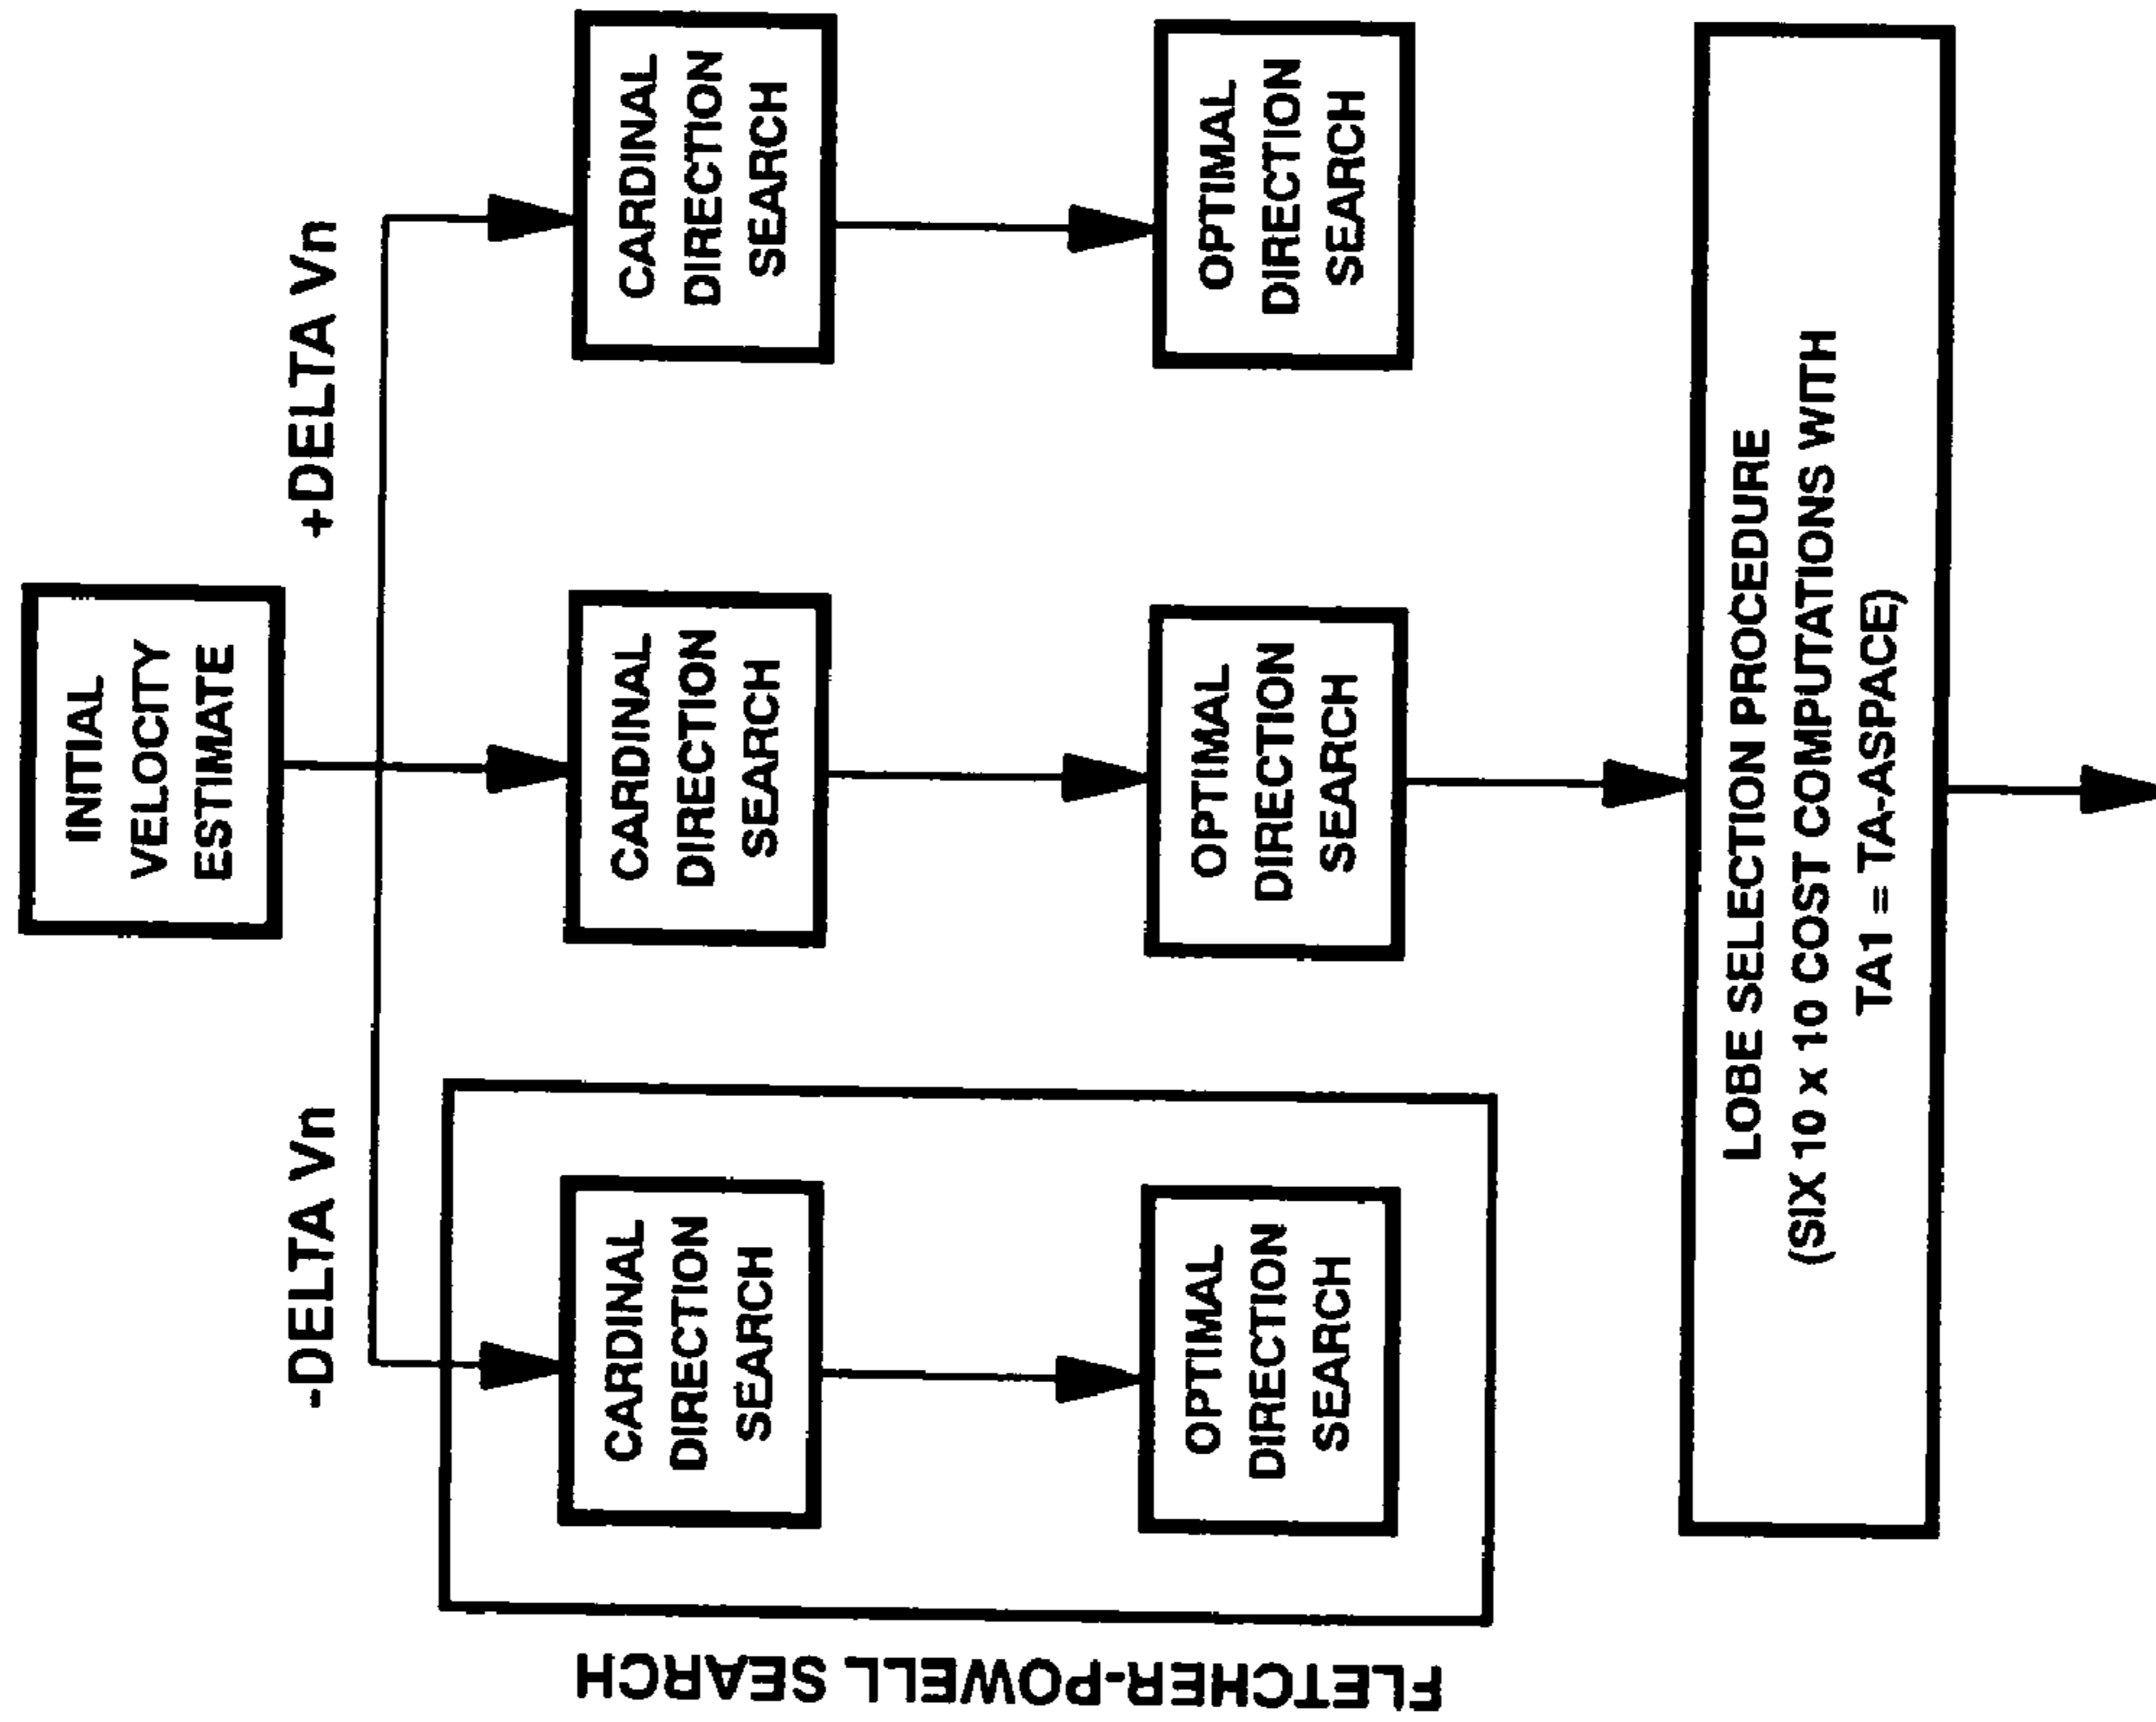 INITIAL
VELOCITY
ESTIMATE
-DELTA Vn
+DELTA Vn
FLETCHER-POWELL SEARCH
CARDINAL
DIRECTION
SEARCH
CARDINAL
DIRECTION
SEARCH
CARDINAL
DIRECTION
SEARCH
OPTIMAL
DIRECTION
SEARCH
OPTIMAL
DIRECTION
SEARCH
OPTIMAL
DIRECTION
SEARCH
LOBE SELECTION PROCEDURE
(SIX 10 x 10 COST COMPUTATIONS WITH
TA1 = TA-ASPACE)